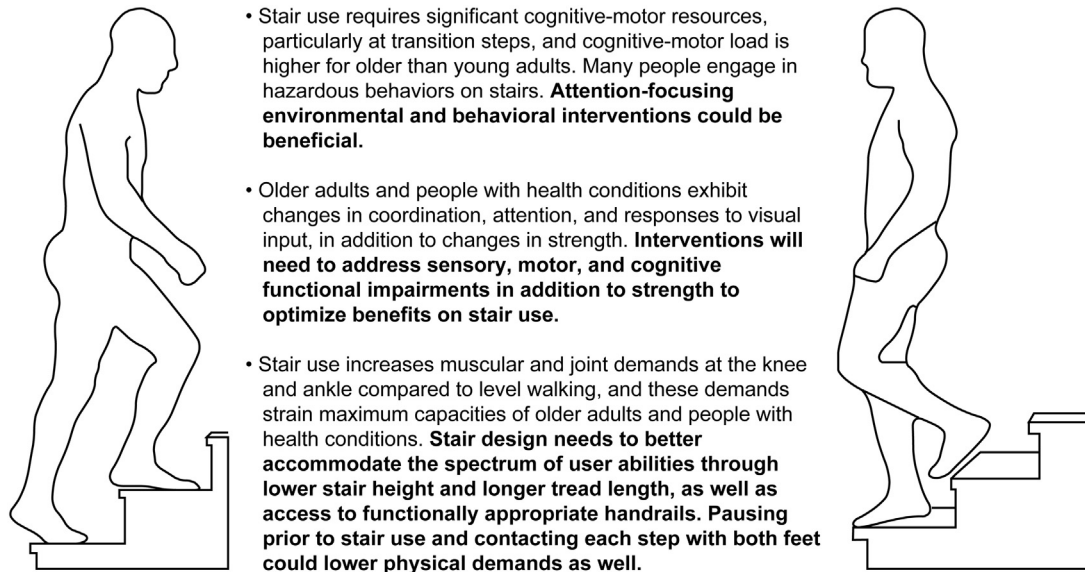 • Stair use requires significant cognitive-motor resources,
particularly at transition steps, and cognitive-motor load is
higher for older than young adults. Many people engage in
hazardous behaviors on stairs. Attention-focusing
environmental and behavioral interventions could be
beneficial.
• Older adults and people with health conditions exhibit
changes in coordination, attention, and responses to visual
input, in addition to changes in strength. Interventions will
need to address sensory, motor, and cognitive
functional impairments in addition to strength to
optimize benefits on stair use.
• Stair use increases muscular and joint demands at the knee
and ankle compared to level walking, and these demands
strain maximum capacities of older adults and people with
health conditions. Stair design needs to better
accommodate the spectrum of user abilities through
lower stair height and longer tread length, as well as
access to functionally appropriate handrails. Pausing
prior to stair use and contacting each step with both feet
could lower physical demands as well.